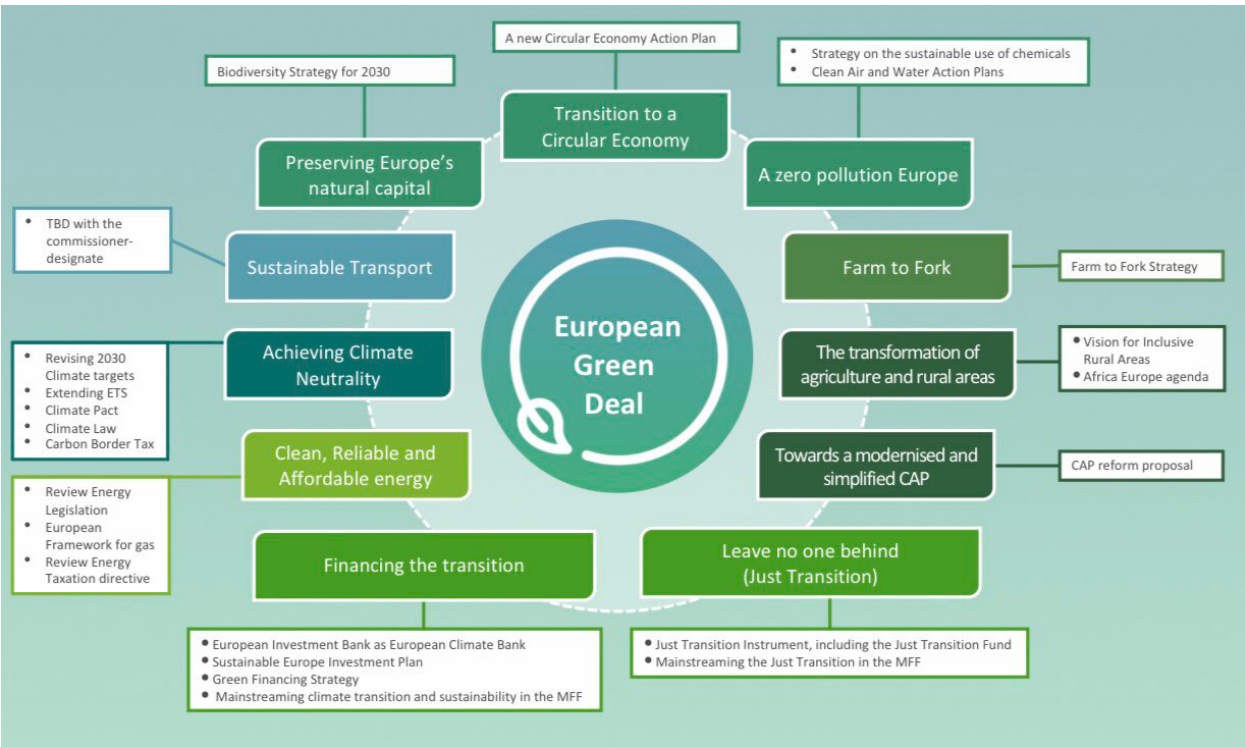 A new Circular Economy Action Plan
Biodiversity Strategy for 2030
• Strategy on the sustainable use of chemicals
• Clean Air and Water Action Plans
Transition to a
Circular Economy
Preserving Europe's
natural capital
A zero pollution Europe
• TBD with the
commissioner-
designate
Sustainable Transport
Farm to Fork
Farm to Fork Strategy
European
Green
Deal
Achieving Climate
Neutrality
The transformation of
agriculture and rural areas
• Vision for Inclusive
Rural Areas
• Africa Europe agenda
• Revising 2030
Climate targets
• Extending ETS
• Climate Pact
• Climate Law
• Carbon Border Tax
Clean, Reliable and
Affordable energy
Towards a modernised and
simplified CAP
CAP reform proposal
• Review Energy
Legislation
• European
Framework for gas
• Review Energy
Taxation directive
Financing the transition
Leave no one behind
(Just Transition)
• European Investment Bank as European Climate Bank
• Sustainable Europe Investment Plan
• Green Financing Strategy
• Mainstreaming climate transition and sustainability in the MFF
• Just Transition Instrument, including the Just Transition Fund
• Mainstreaming the Just Transition in the MFF